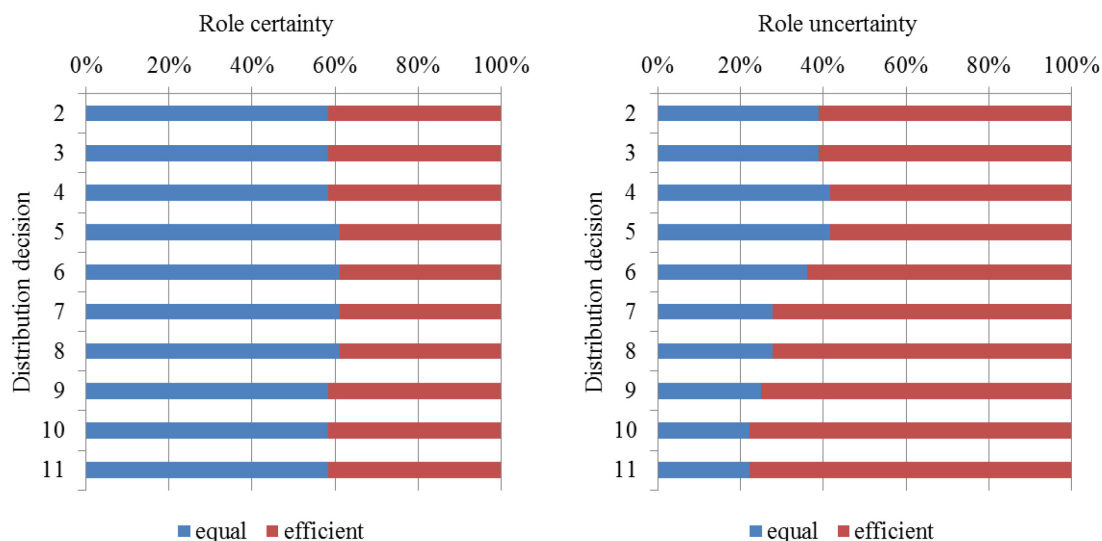 Role certainty
0% 20% 40% 60% 80% 100%
Distribution decision
2
3
4
5
6
7
8
9
10
11
equal efficient
Role uncertainty
0% 20% 40% 60% 80% 100%
Distribution decision
2
3
4
5
6
7
8
9
10
11
equal efficient